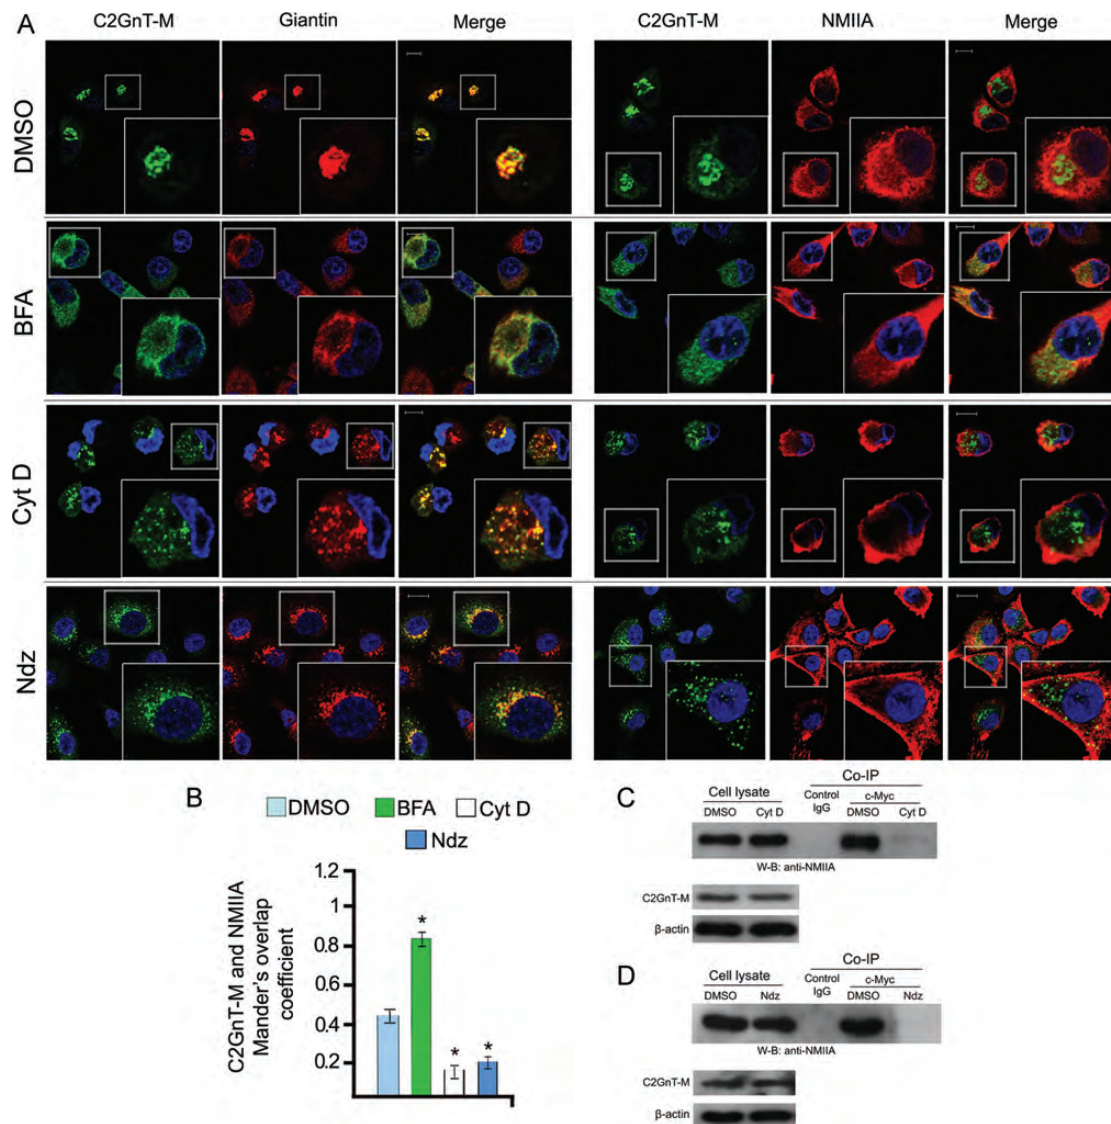 A
C2GnT-M Giantin Merge C2GnT-M NMIIA Merge
DMSO
BFA
Cyt D
Ndz
B
DMSO BFA Cyt D
Ndz
C2GnT-M and NMIIA
Mander's overlap
coefficient
1.2
1
0.8
0.6
0.4
0.2
*
*
*
C
Co-IP
Cell lysate Control c-Myc
DMSO Cyt D IgG DMSO Cyt D
W-B: anti-NMIIA
C2GnT-M
β-actin
D
Co-IP
Cell lysate Control c-Myc
DMSO Ndz IgG DMSO Ndz
W-B: anti-NMIIA
C2GnT-M
β-actin